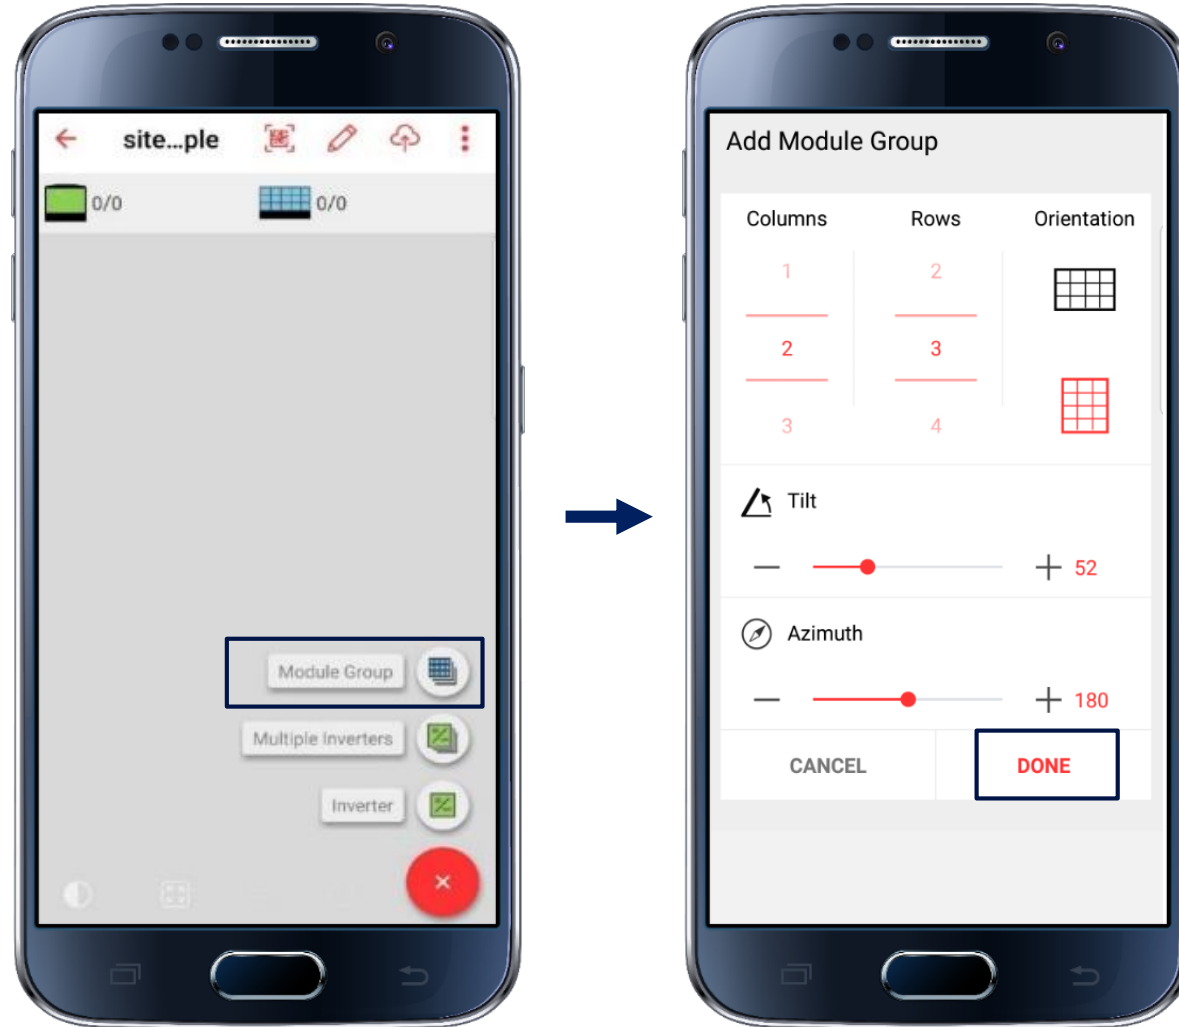 site...ple
0/0
0/0
Module Group
Multiple Inverters
Inverter
Add Module Group
Columns
Rows
Orientation
1
2
2
3
3
4
Tilt
52
Azimuth
180
CANCEL
DONE